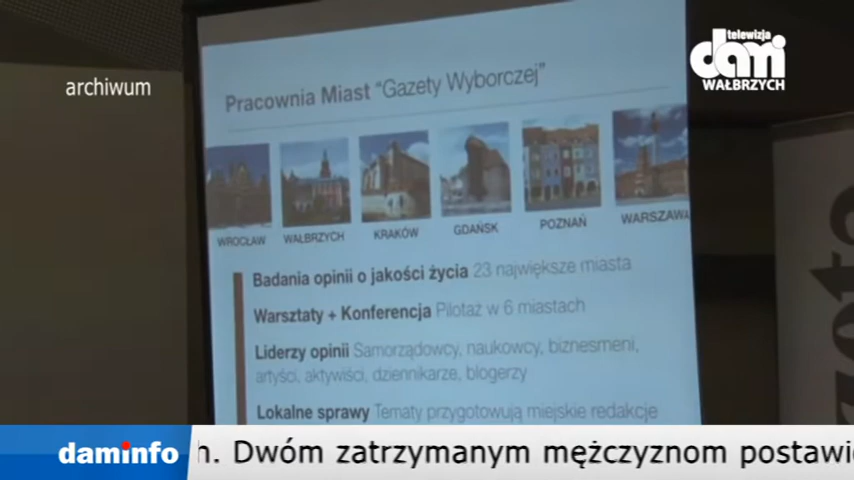 telewizja
dami
WAŁBRZYCH
archiwum
Pracownia Miast "Gazety Wyborczej"
WROCŁAW WAŁBRZYCH KRAKÓW GDAŃSK POZNAŃ WARSZAWA
Badania opinii o jakości życia 23 największe miasta
Warsztaty + Konferencja Pilotaż w 6 miastach
Liderzy opinii Samorządowcy, naukowcy, biznesmeni,
artyści, aktywiści, dziennikarze, blogerzy
Lokalne sprawy Tematy przygotowują miejskie redakcje
daminfo h. Dwóm zatrzymanym mężczyznom postawi